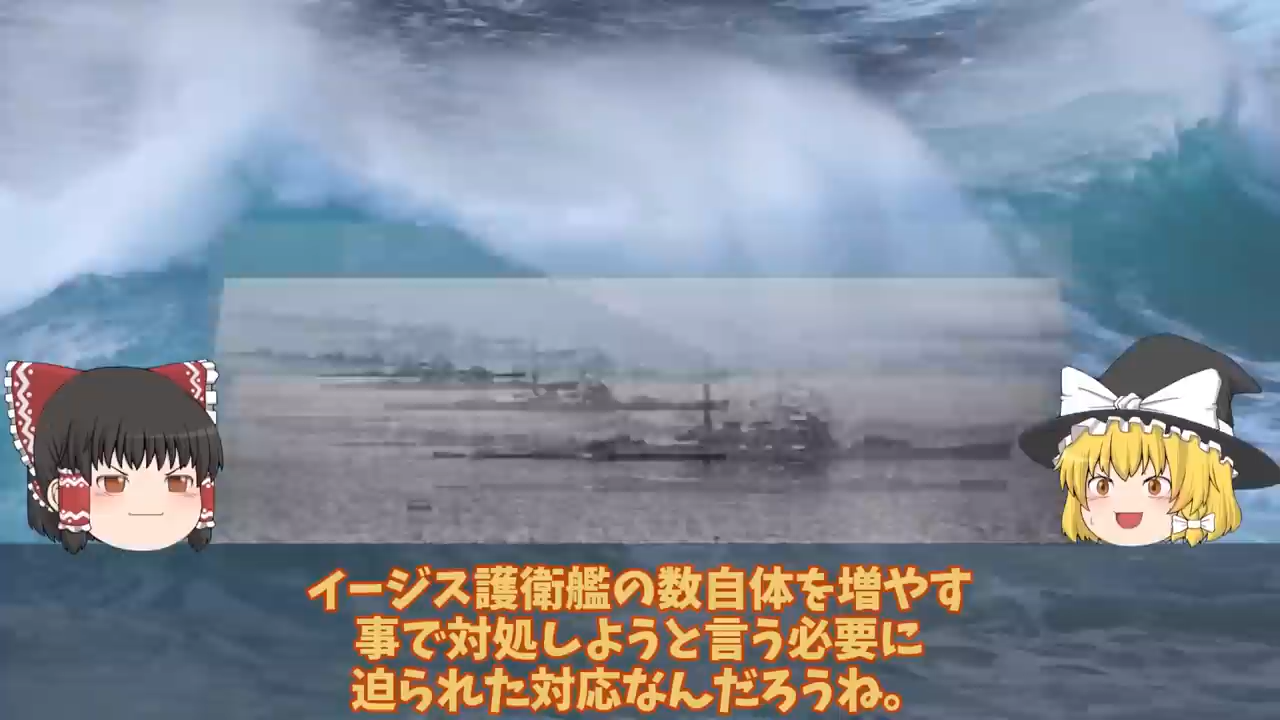 イージス護衛艦の数自体を増やす
事で対処しようと言う必要に
迫られた対応なんだろうね。